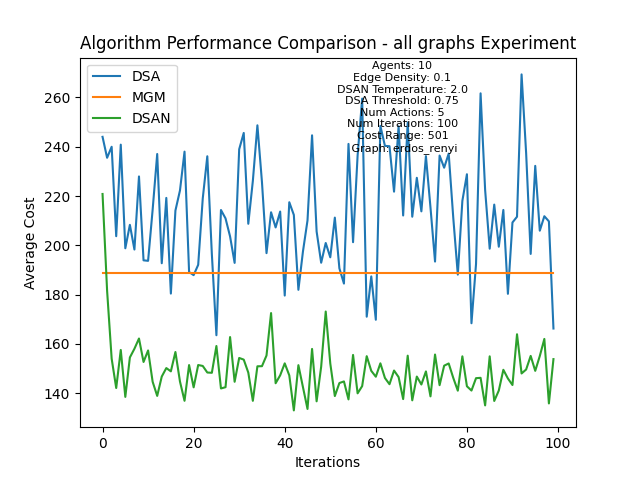 Algorithm Performance Comparison - all graphs Experiment
DSA
MGM
DSAN
Agents: 10
Edge Density: 0.1
DSAN Temperature: 2.0
DSA Threshold: 0.75
Num Actions: 5
Num Iterations: 100
Cost Range: 501
Graph: erdos_renyi
Average Cost
260
240
220
200
180
160
140
0
20
40
60
80
100
Iterations